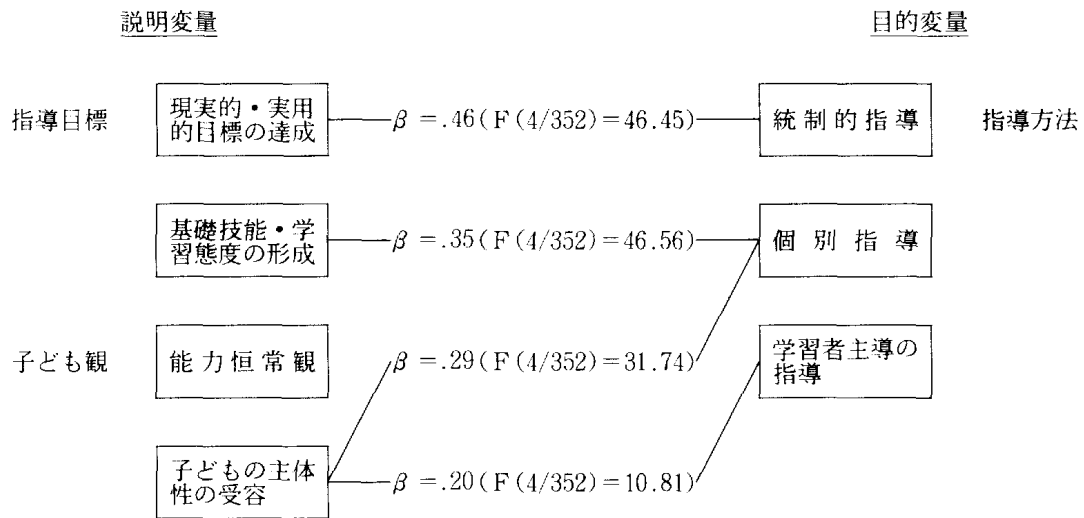 説明変量 目的変量
指導目標 現実的・実用 β=.46(F(4/352)=46.45) 統制的指導 指導方法
的目標の達成
基礎技能・学 β=.35(F(4/352)=46.56) 個別指導
習態度の形成
子ども観 能力恒常観 β=.29(F(4/352)=31.74) 学習者主導の
指導
子どもの主体 β=.20(F(4/352)=10.81)
性の受容